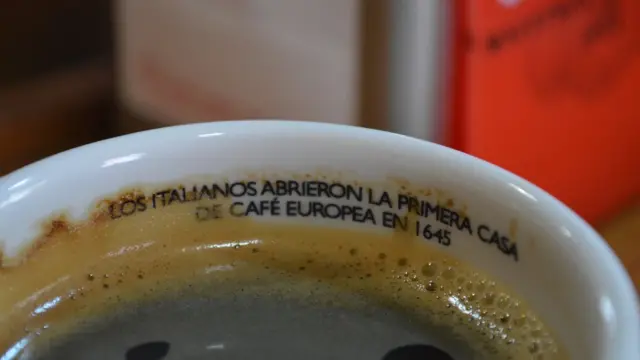 LOS ITALIANOS ABRIERON LA PRIMERA CASA
DE CAFÉ EUROPEA EN 1645